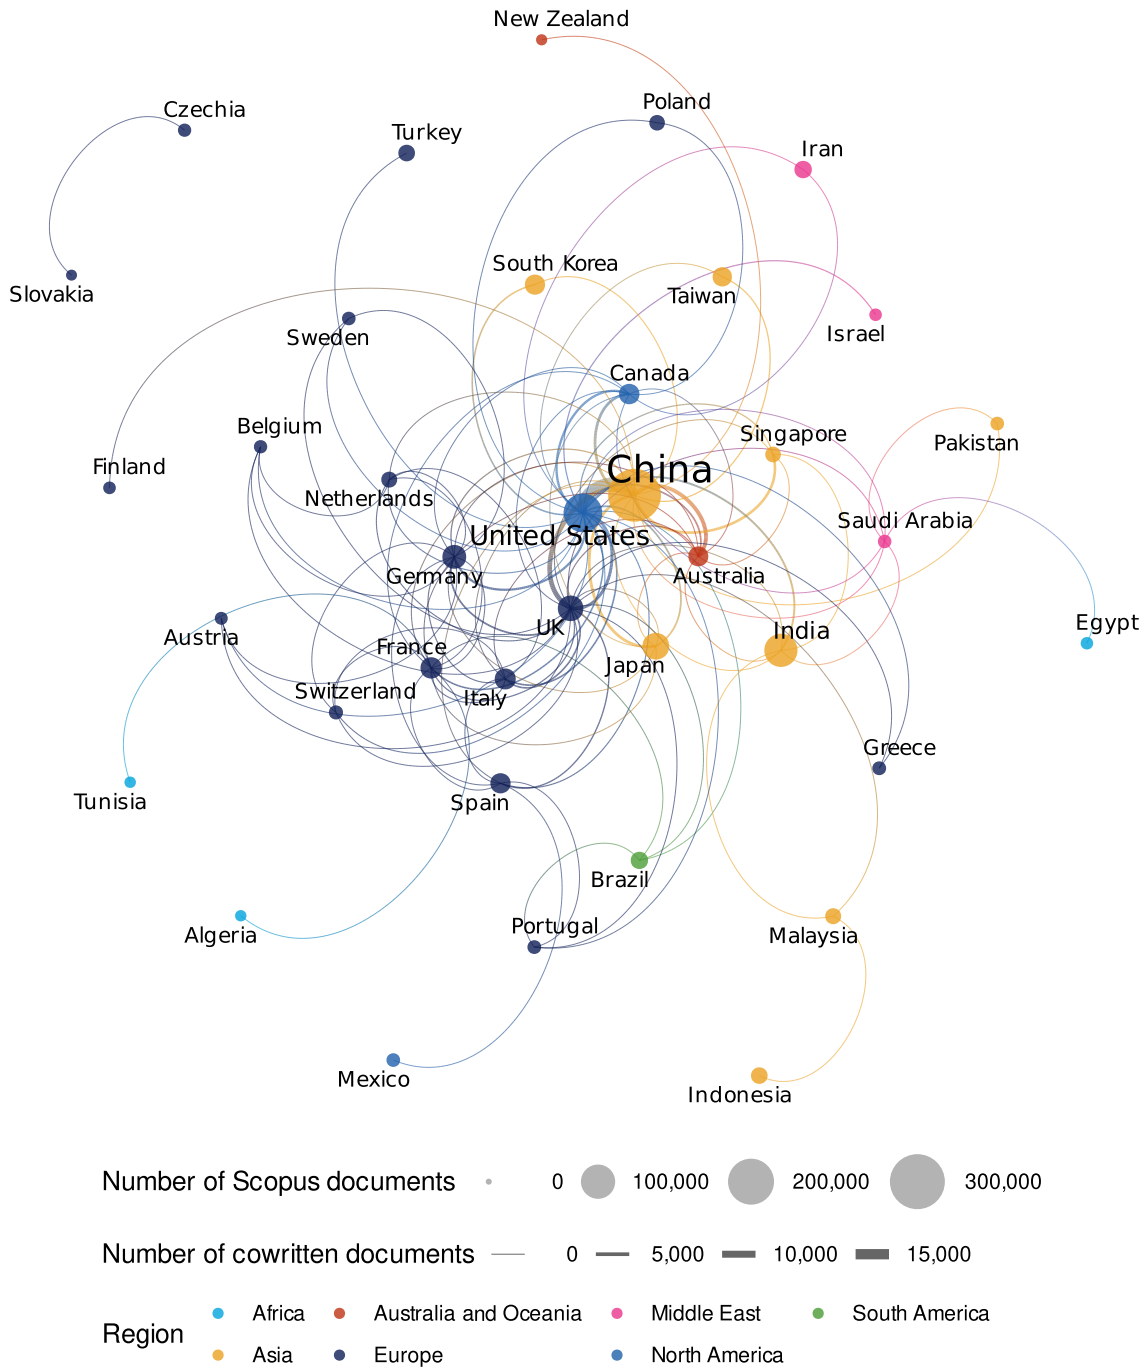 New Zealand
Czechia
Poland
Turkey
Iran
South Korea
Slovakia
Taiwan
Sweden
Israel
Canada
Belgium
Singapore
Pakistan
Finland
China
Netherlands
Saudi Arabia
United States
Germany
Australia
Egypt
UK
India
Austria
France
Japan
Switzerland
Italy
Greece
Tunisia
Spain
Brazil
Portugal
Algeria
Malaysia
Mexico
Indonesia
Number of Scopus documents 0 100,000 200,000 300,000
Number of cowritten documents 0 5,000 10,000 15,000
Region
Africa Australia and Oceania Middle East South America
Asia Europe North America